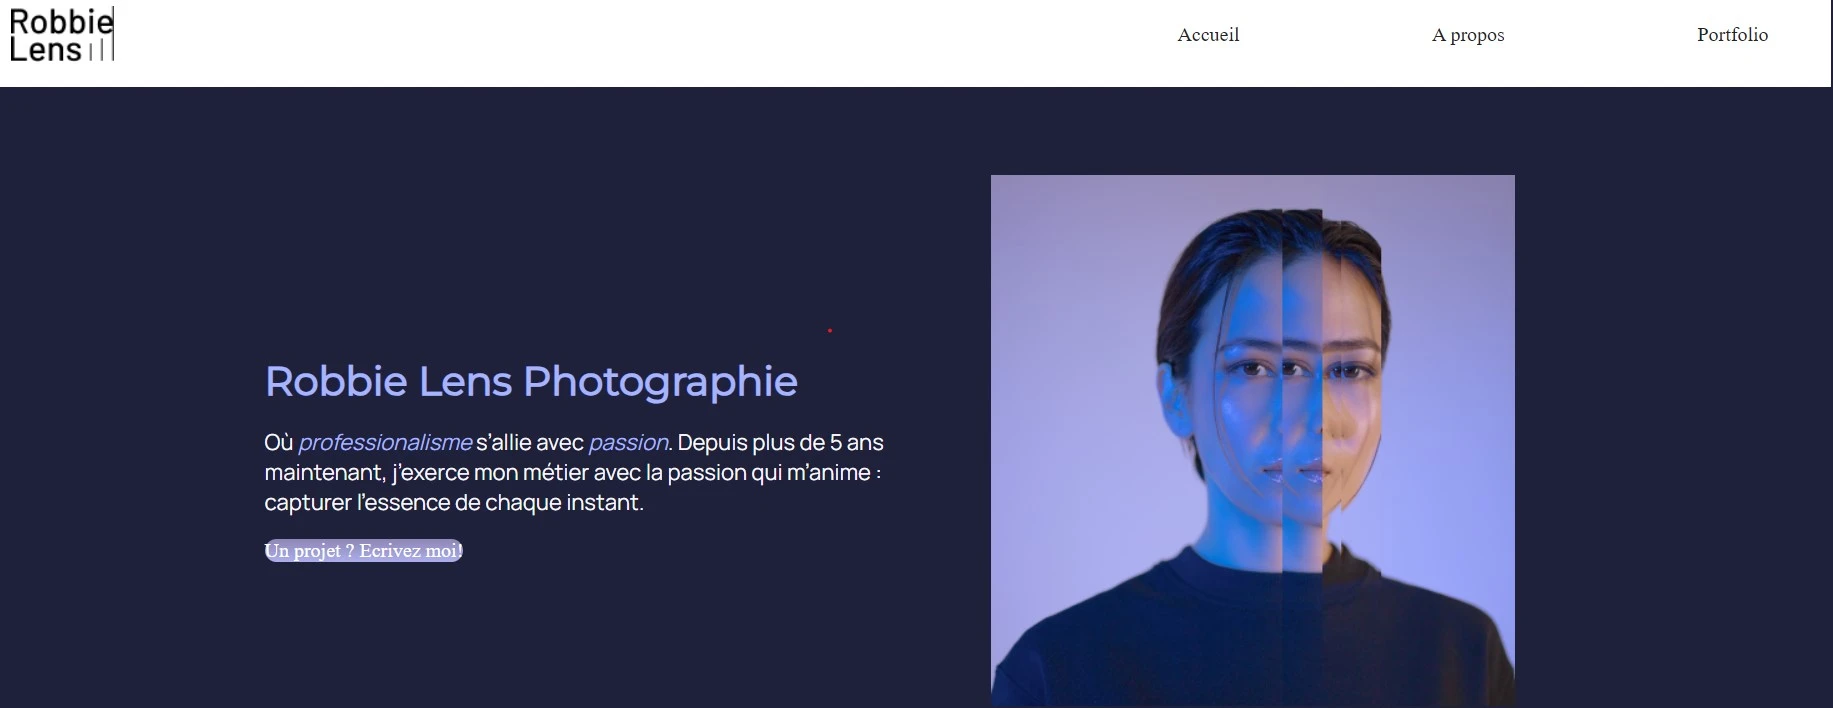 Robbie
Lens
Accueil
A propos
Portfolio
Robbie Lens Photographie
Où professionalisme s’allie avec passion. Depuis plus de 5 ans
maintenant, j’exerce mon métier avec la passion qui m’anime :
capturer l’essence de chaque instant.
Un projet ? Ecrivez moi!